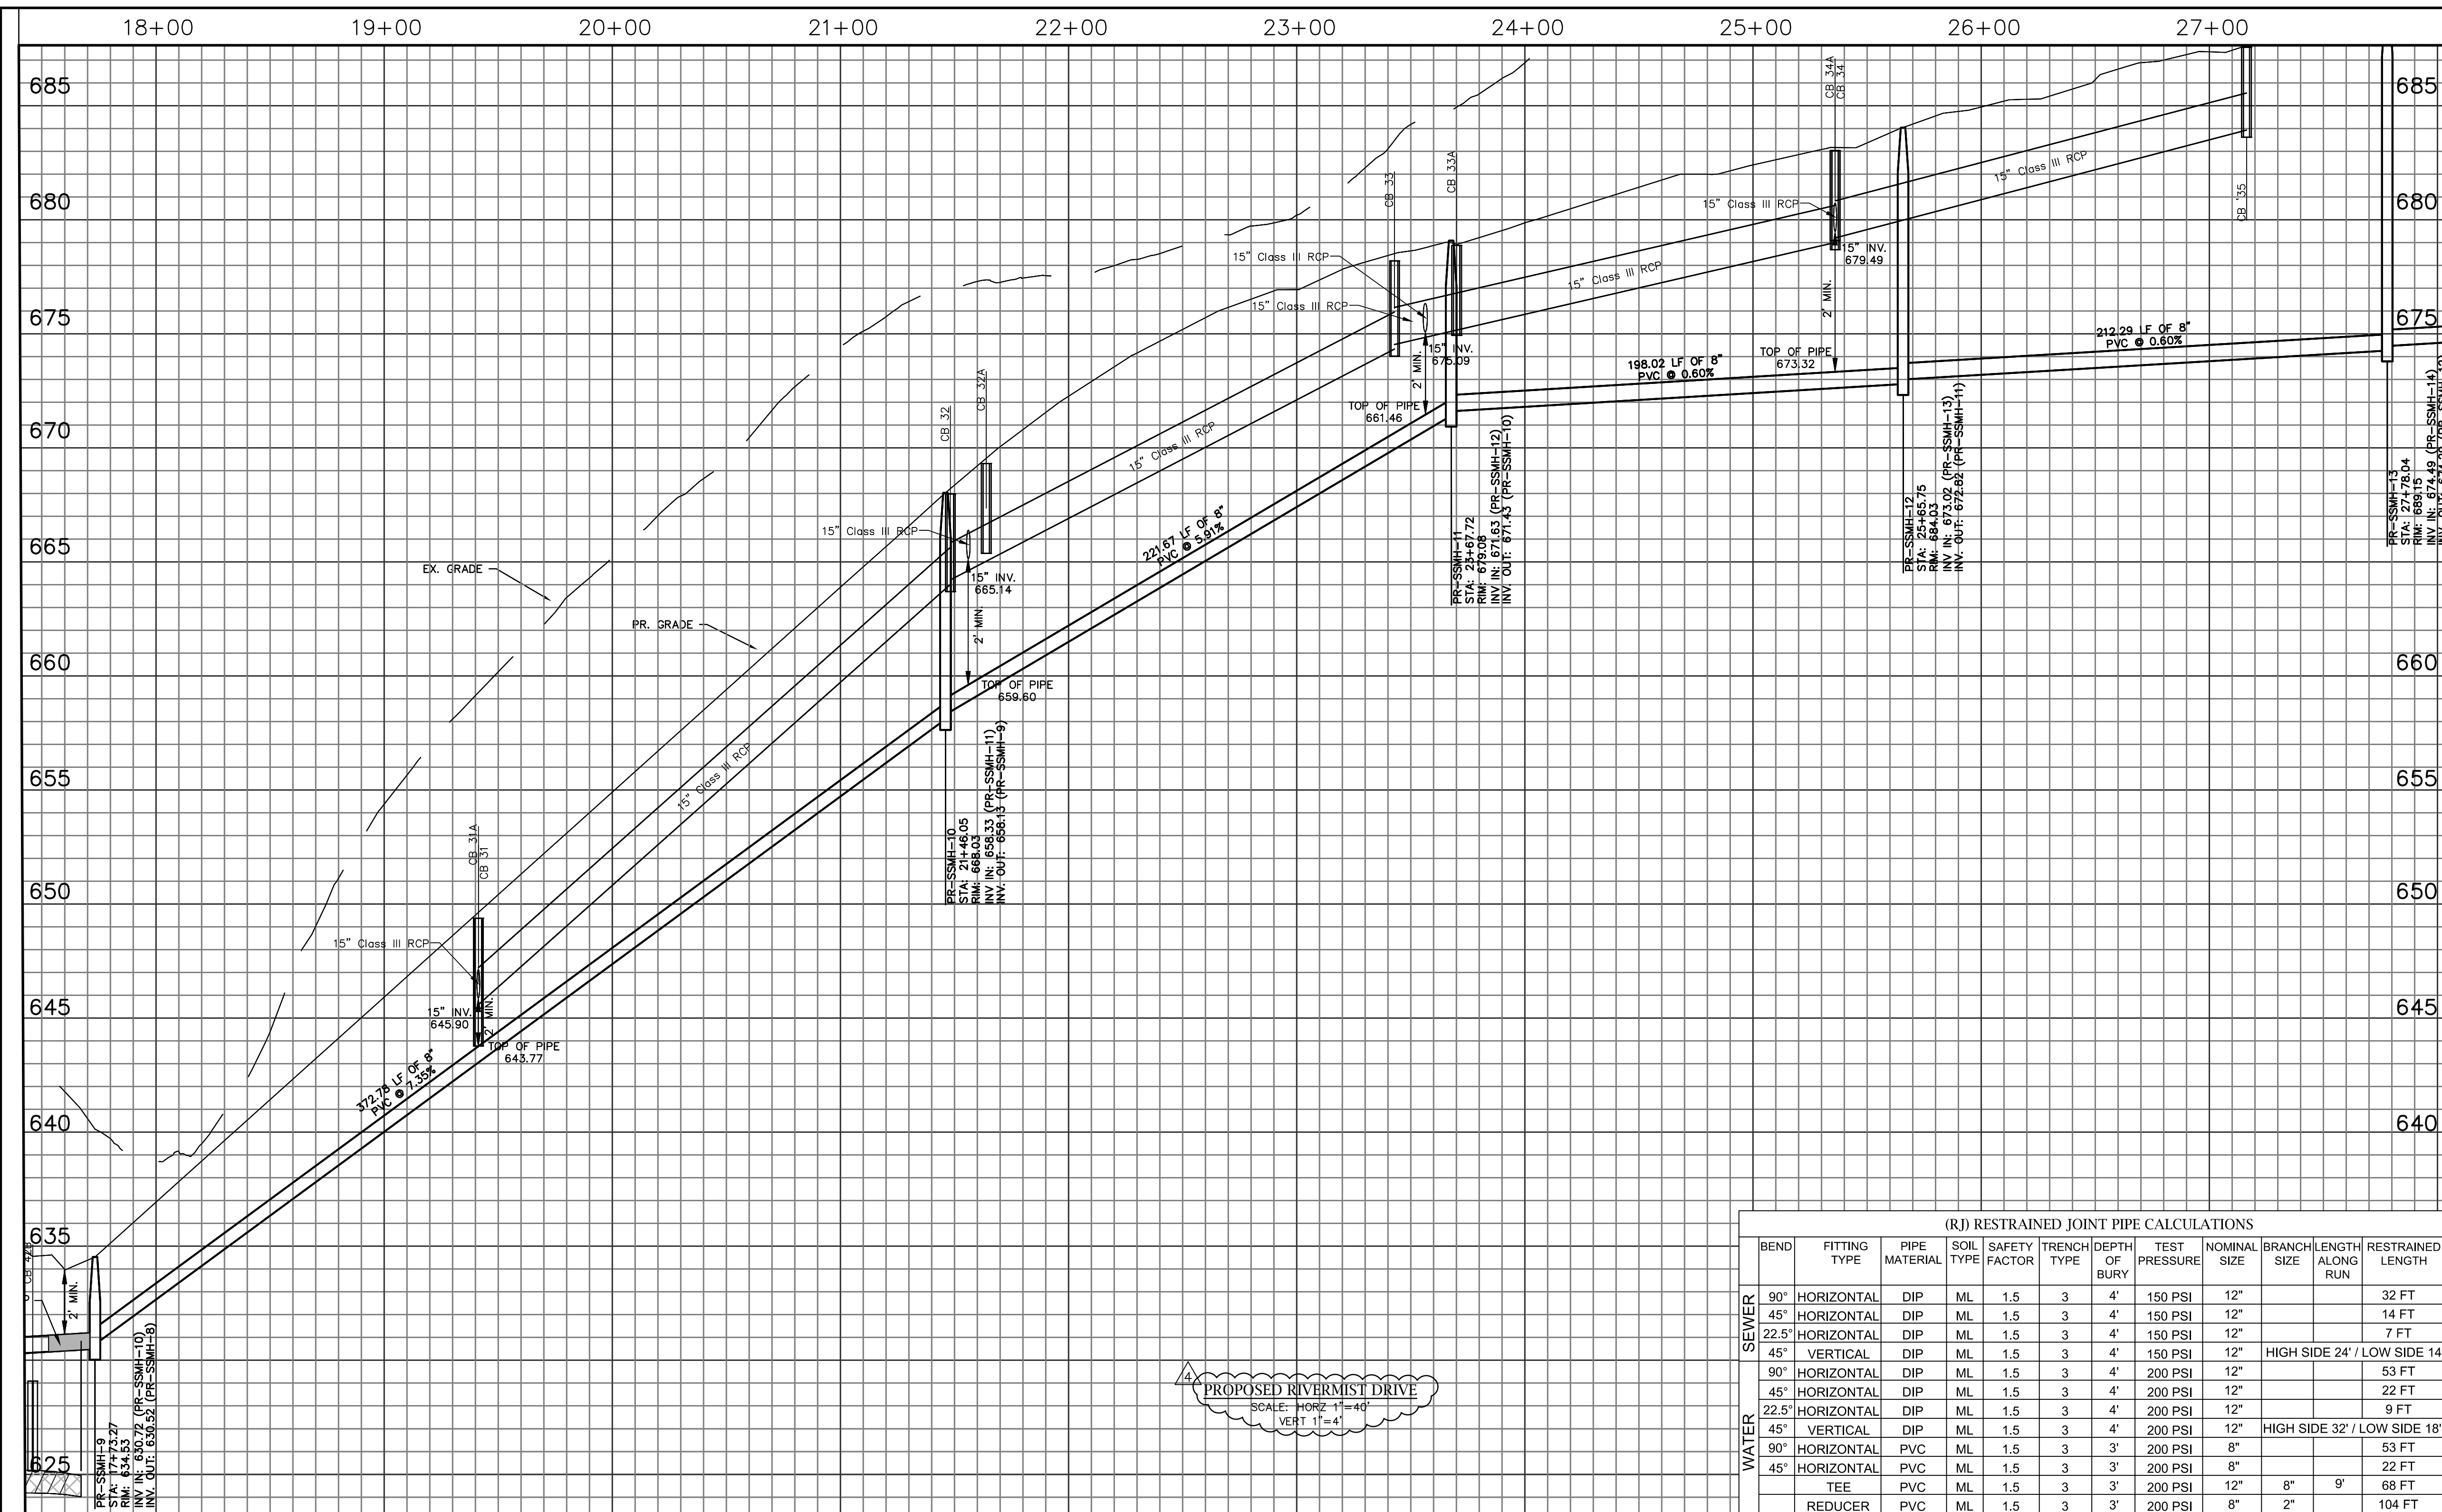 18+00 19+00 20+00 21+00 22+00 23+00 24+00 25+00 26+00 27+00
685
680
675
670
665
660
655
650
645
640
635
625
685
680
675
660
655
650
645
640
EX. GRADE
PR. GRADE
CB 42B
2' MIN.
PR-SSMH-9
STA: 17+73.27
RIM: 634.53
INV IN: 630.72 (PR-SSMH-10)
INV. OUT: 630.52 (PR-SSMH-8)
372.78 LF OF 8"
PVC @ 7.35%
CB 31A
CB 31
15" Class III RCP
15" INV.
645.90
2' MIN.
TOP OF PIPE
643.77
15" Class III RCP
CB 32
CB 32A
15" Class III RCP
15" INV.
665.14
2' MIN.
TOP OF PIPE
659.60
PR-SSMH-10
STA: 21+46.05
RIM: 668.03
INV IN: 658.33 (PR-SSMH-11)
INV. OUT: 658.13 (PR-SSMH-9)
221.67 LF OF 8"
PVC @ 5.91%
15" Class III RCP
CB 33
CB 33A
15" Class III RCP
15" Class III RCP
15" INV.
675.09
2' MIN.
TOP OF PIPE
661.46
PR-SSMH-11
STA: 23+67.72
RIM: 679.08
INV IN: 671.63 (PR-SSMH-12)
INV. OUT: 671.43 (PR-SSMH-10)
15" Class III RCP
198.02 LF OF 8"
PVC @ 0.60%
CB 34A
CB 34
15" Class III RCP
15" INV.
679.49
2' MIN.
TOP OF PIPE
673.32
PR-SSMH-12
STA: 25+65.75
RIM: 684.03
INV IN: 673.02 (PR-SSMH-13)
INV. OUT: 672.82 (PR-SSMH-11)
15" Class III RCP
CB 35
212.29 LF OF 8"
PVC @ 0.60%
PR-SSMH-13
STA: 27+78.04
RIM: 689.15
INV IN: 674.49 (PR-SSMH-14)
4
PROPOSED RIVERMIST DRIVE
SCALE: HORZ 1"=40'
VERT 1"=4'
(RJ) RESTRAINED JOINT PIPE CALCULATIONS
BEND FITTING TYPE PIPE MATERIAL SOIL TYPE SAFETY FACTOR TRENCH TYPE DEPTH OF BURY TEST PRESSURE NOMINAL SIZE BRANCH SIZE LENGTH ALONG RUN RESTRAINED LENGTH
SEWER
90° HORIZONTAL DIP ML 1.5 3 4' 150 PSI 12" 32 FT
45° HORIZONTAL DIP ML 1.5 3 4' 150 PSI 12" 14 FT
22.5° HORIZONTAL DIP ML 1.5 3 4' 150 PSI 12" 7 FT
45° VERTICAL DIP ML 1.5 3 4' 150 PSI 12" HIGH SIDE 24' / LOW SIDE 14
WATER
90° HORIZONTAL DIP ML 1.5 3 4' 200 PSI 12" 53 FT
45° HORIZONTAL DIP ML 1.5 3 4' 200 PSI 12" 22 FT
22.5° HORIZONTAL DIP ML 1.5 3 4' 200 PSI 12" 9 FT
45° VERTICAL DIP ML 1.5 3 4' 200 PSI 12" HIGH SIDE 32' / LOW SIDE 18'
90° HORIZONTAL PVC ML 1.5 3 3' 200 PSI 8" 53 FT
45° HORIZONTAL PVC ML 1.5 3 3' 200 PSI 8" 22 FT
TEE PVC ML 1.5 3 3' 200 PSI 12" 8" 9' 68 FT
REDUCER PVC ML 1.5 3 3' 200 PSI 8" 2" 104 FT